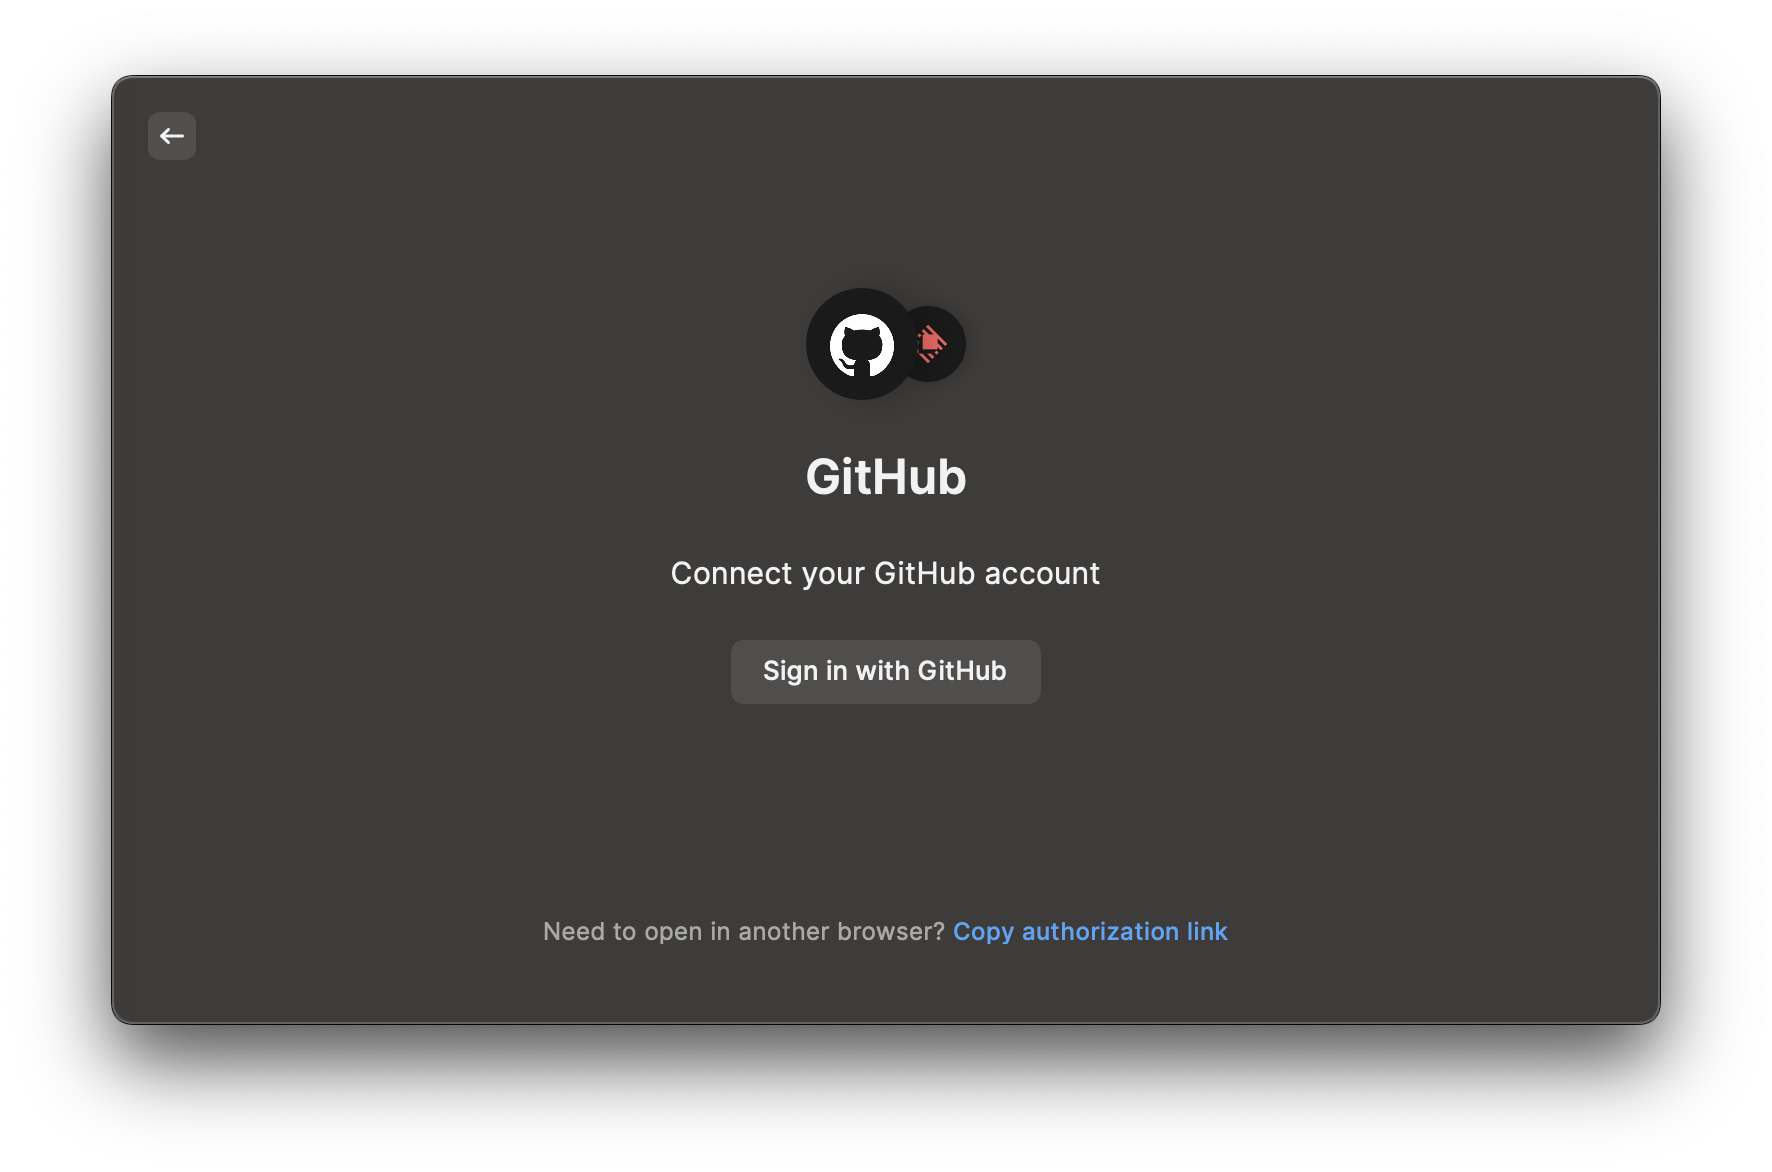 GitHub
Connect your GitHub account
Sign in with GitHub
Need to open in another browser? Copy authorization link